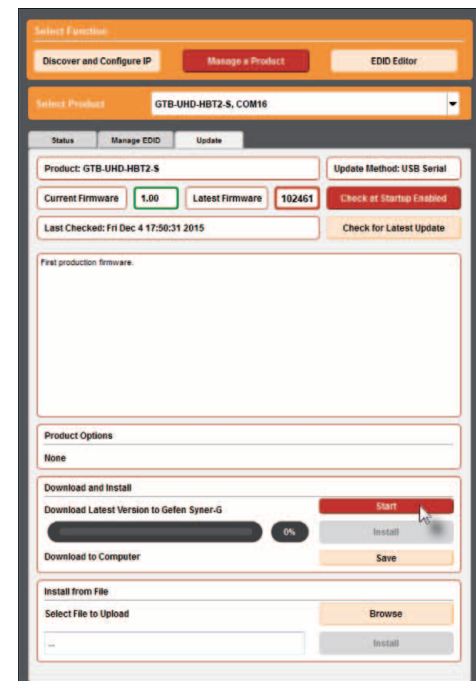 Select Function
Discover and Configure IP Manage a Product EDID Editor
Select Product GTB-UHD-HBT2-S, COM16
Status Manage EDID Update
Product: GTB-UHD-HBT2-S Update Method: USB Serial
Current Firmware 1.00 Latest Firmware 102461 Check at Startup Enabled
Last Checked: Fri Dec 4 17:50:31 2015 Check for Latest Update
First production firmware.
Product Options
None
Download and Install
Download Latest Version to Gefen Syner-G Start
0% Install
Download to Computer Save
Install from File
Select File to Upload Browse
... Install